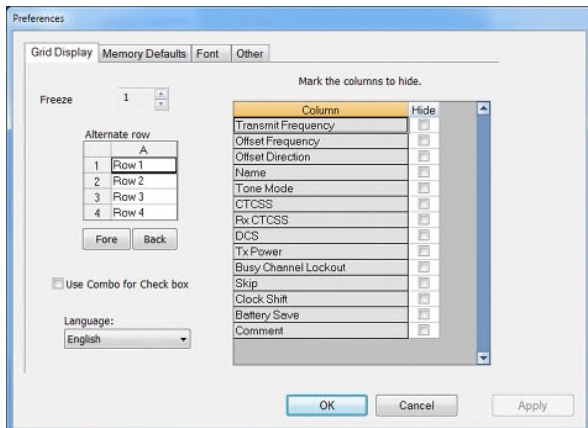 Preferences
Grid Display Memory Defaults Font Other
Mark the columns to hide.
Freeze 1
Alternate row
A
1 Row 1
2 Row 2
3 Row 3
4 Row 4
Fore Back
Use Combo for Check box
Language:
English
Column Hide
Transmit Frequency
Offset Frequency
Offset Direction
Name
Tone Mode
CTCSS
Rx CTCSS
DCS
Tx Power
Busy Channel Lockout
Skip
Clock Shift
Battery Save
Comment
OK Cancel Apply